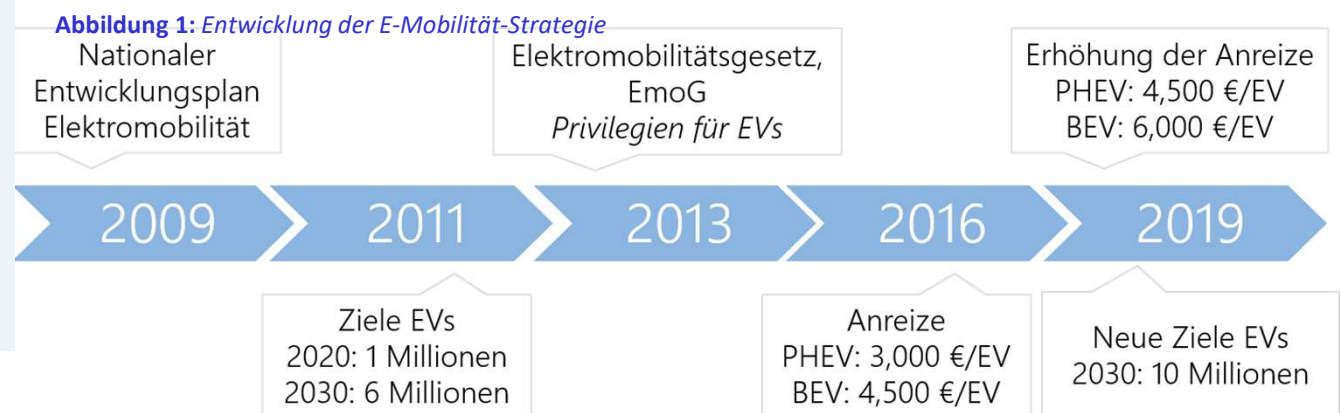 Abbildung 1: Entwicklung der E-Mobilität-Strategie
Nationaler
Entwicklungsplan
Elektromobilität
Elektromobilitätsgesetz,
EmoG
Privilegien für EVs
Erhöhung der Anreize
PHEV: 4,500 €/EV
BEV: 6,000 €/EV
2009
2011
2013
2016
2019
Ziele EVs
2020: 1 Millionen
2030: 6 Millionen
Anreize
PHEV: 3,000 €/EV
BEV: 4,500 €/EV
Neue Ziele EVs
2030: 10 Millionen